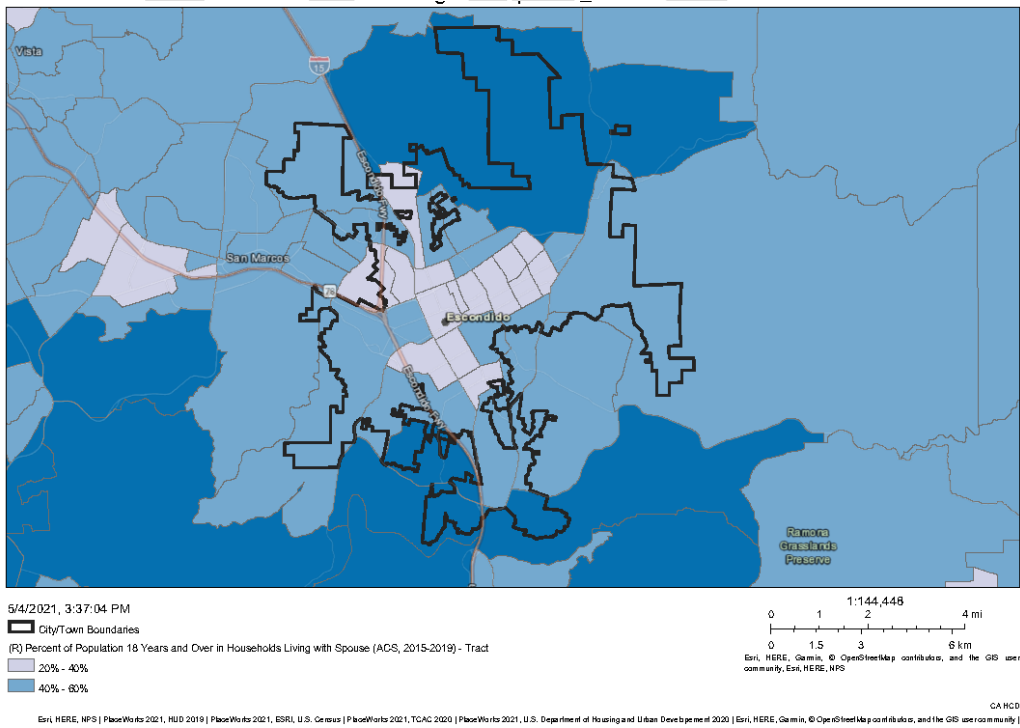 Vista
15
Escondido Fwy
San Marcos
78
Escondido
Escondido Fwy
Ramona
Grasslands
Preserve
5/4/2021, 3:37:04 PM
City/Town Boundaries
(R) Percent of Population 18 Years and Over in Households Living with Spouse (ACS, 2015-2019) - Tract
20% - 40%
40% - 60%
1:144,448
0 1 2 4 mi
0 1.5 3 6 km
Esri, HERE, Garmin, © OpenStreetMap contributors, and the GIS user
community, Esri, HERE, NPS
CA HCD
Esri, HERE, NPS | PlaceWorks 2021, HUD 2019 | PlaceWorks 2021, ESRI, U.S. Census | PlaceWorks 2021, TCAC 2020 | PlaceWorks 2021, U.S. Department of Housing and Urban Developement 2020 | Esri, HERE, Garmin, © OpenStreetMap contributors, and the GIS user community |